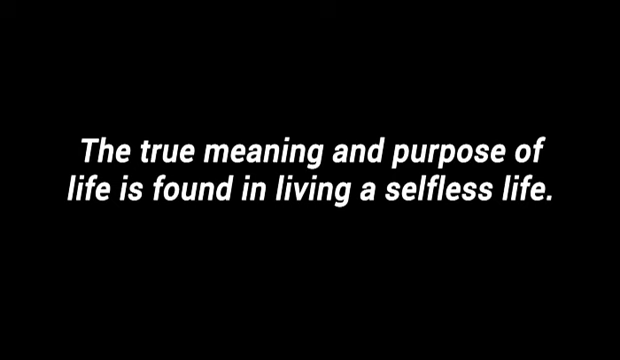 The true meaning and purpose of
life is found in living a selfless life.